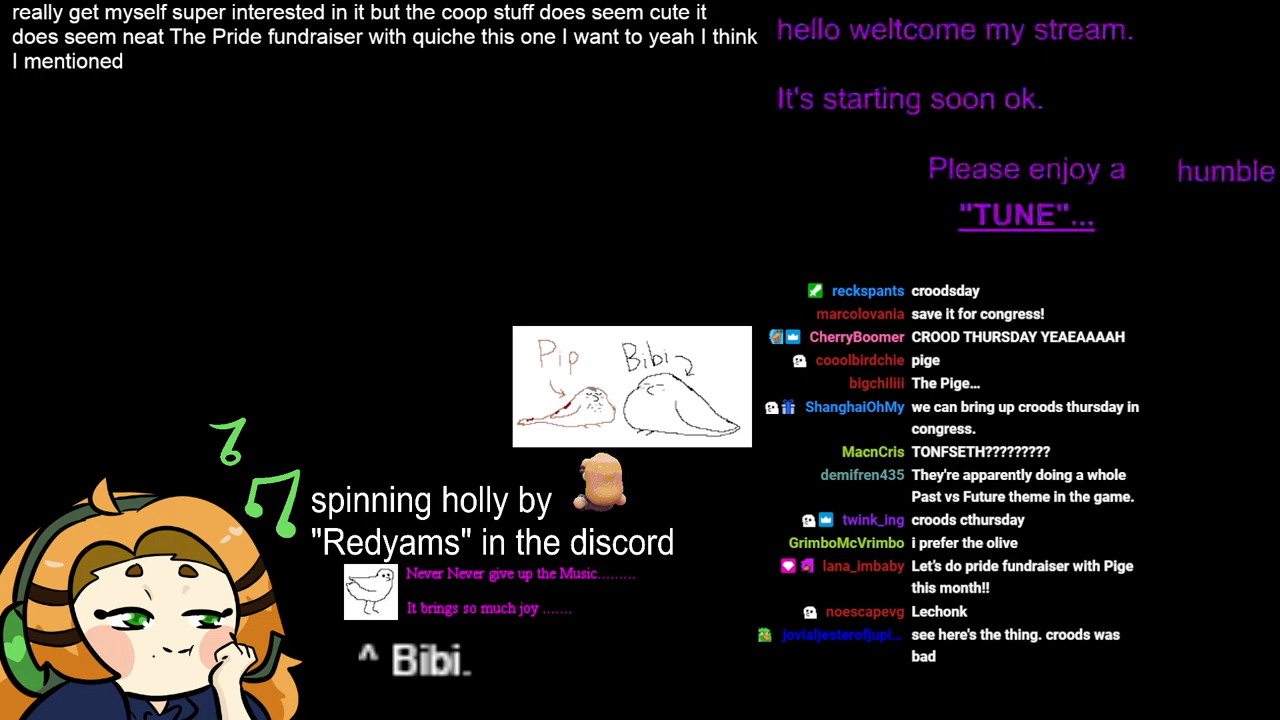 really get myself super interested in it but the coop stuff does seem cute it
does seem neat The Pride fundraiser with quiche this one I want to yeah I think
I mentioned
hello weltcome my stream.
It's starting soon ok.
Please enjoy a humble
"TUNE"...
reckspants croodsday
marcolovania save it for congress!
CherryBoomer CROOD THURSDAY YEAEAAAAH
cooolbirdchie pige
bigchiliii The Pige...
ShanghaiOhMy we can bring up croods thursday in
congress.
MacnCris TONFSETH?????????
demifren435 They're apparently doing a whole
Past vs Future theme in the game.
twink_ing croods cthursday
GrimboMcVrimbo i prefer the olive
lana_imbaby Let's do pride fundraiser with Pige
this month!!
noescapevg Lechonk
jovialjesterofjupi... see here's the thing. croods was
bad
Pip Bibi
spinning holly by
"Redyams" in the discord
Never Never give up the Music.........
It brings so much joy .......
^ Bibi.